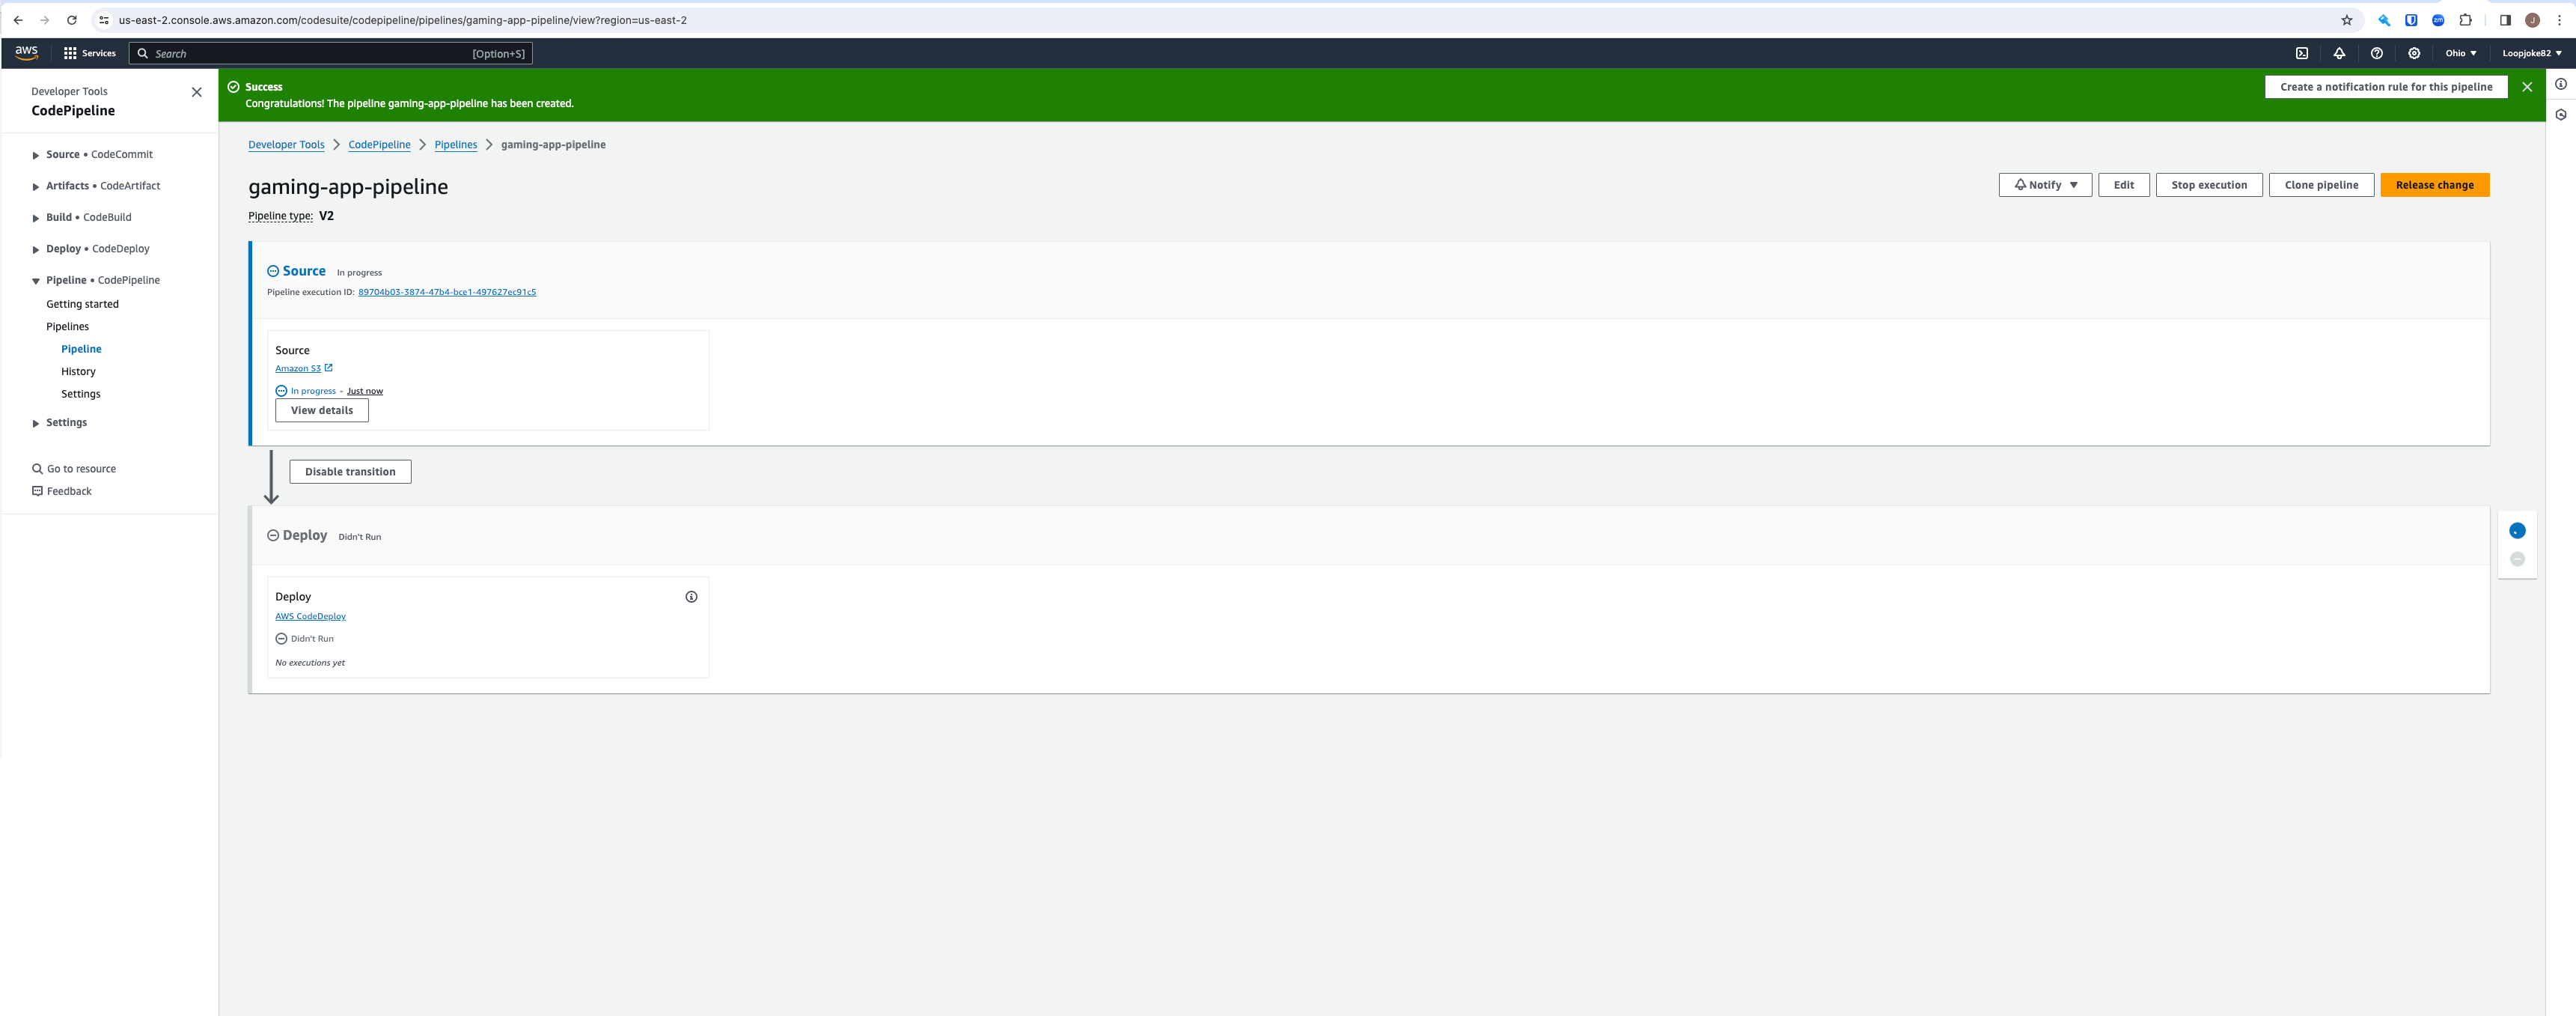 us-east-2.console.aws.amazon.com/codesuite/codepipeline/pipelines/gaming-app-pipeline/view?region=us-east-2
aws Services Search [Option+S] Ohio Loopjoke82
Developer Tools
CodePipeline
Source • CodeCommit
Artifacts • CodeArtifact
Build • CodeBuild
Deploy • CodeDeploy
Pipeline • CodePipeline
Getting started
Pipelines
Pipeline
History
Settings
Settings
Go to resource
Feedback
Success
Congratulations! The pipeline gaming-app-pipeline has been created.
Create a notification rule for this pipeline
Developer Tools CodePipeline Pipelines gaming-app-pipeline
gaming-app-pipeline
Notify Edit Stop execution Clone pipeline Release change
Pipeline type: V2
Source In progress
Pipeline execution ID: 89704b03-3874-47b4-bce1-497627ec91c5
Source
Amazon S3
In progress - Just now
View details
Disable transition
Deploy Didn't Run
Deploy
AWS CodeDeploy
Didn't Run
No executions yet